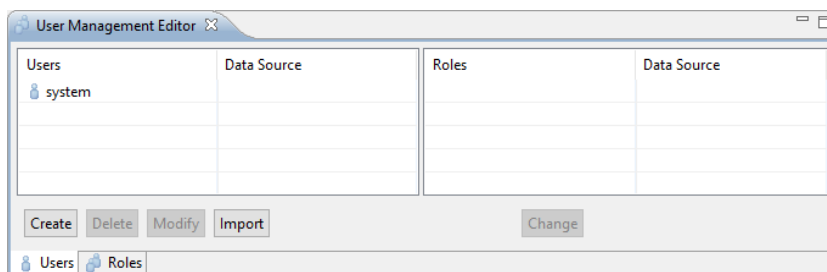 User Management Editor
Users Data Source Roles Data Source
system
Create Delete Modify Import Change
Users Roles